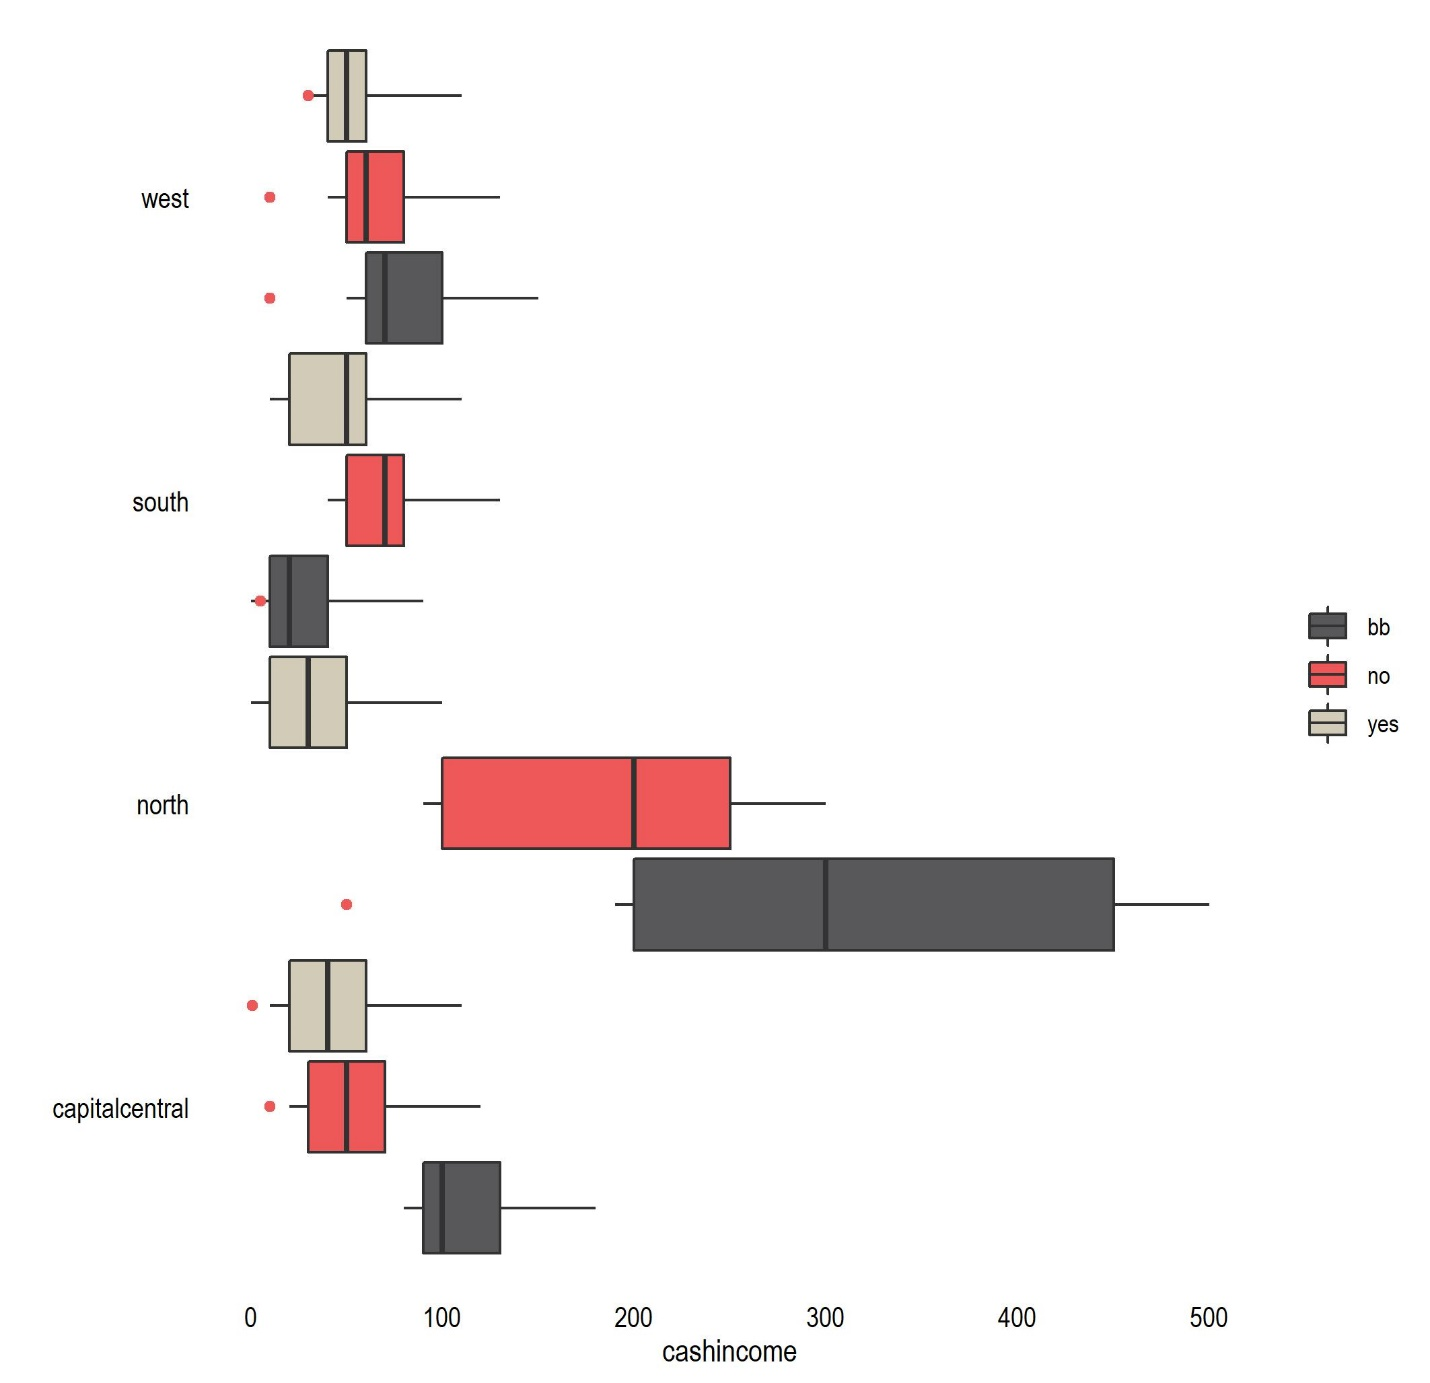 west
south
north
capitalcentral
bb
no
yes
0 100 200 300 400 500
cashincome